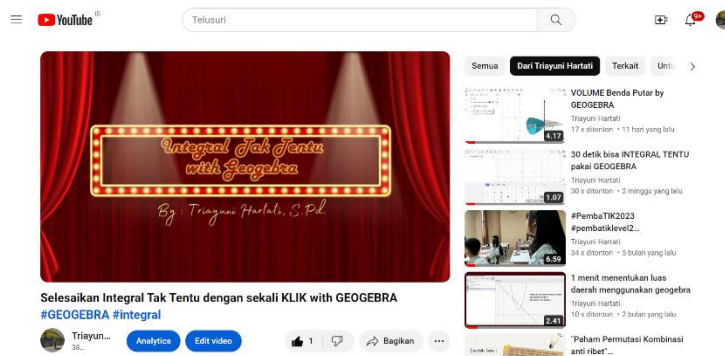 YouTube ID
Telusuri
9+
Integral Tak Tentu
with Geogebra
By : Triayuni Hartati, S.Pd.
Selesaikan Integral Tak Tentu dengan sekali KLIK with GEOGEBRA
#GEOGEBRA #integral
Triayun...
38...
Analytics
Edit video
1
Bagikan
Semua
Dari Triayuni Hartati
Terkait
Untu
VOLUME Benda Putar by
GEOGEBRA
Triayuni Hartati
17 x ditonton • 11 hari yang lalu
4.17
30 detik bisa INTEGRAL TENTU
pakai GEOGEBRA
Triayuni Hartati
30 x ditonton • 2 minggu yang lalu
1.07
#PembaTIK2023
#pembatiklevel2...
Triayuni Hartati
34 x ditonton • 5 bulan yang lalu
6.59
1 menit menentukan luas
daerah menggunakan geogebra
Triayuni Hartati
10 x ditonton • 2 bulan yang lalu
2.41
"Paham Permutasi Kombinasi
anti ribet"...